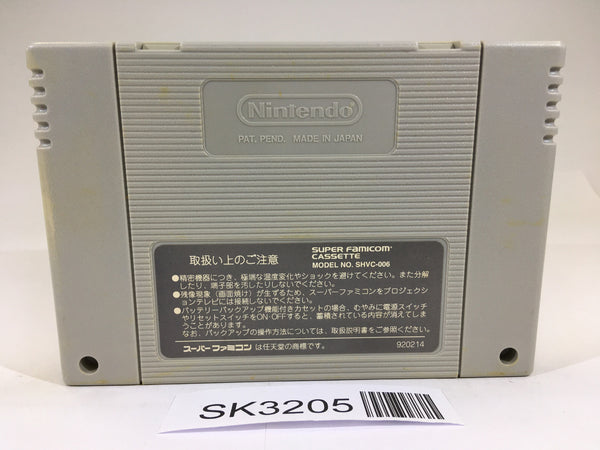 Nintendo
PAT. PEND. MADE IN JAPAN
取扱い上のご注意
SUPER FAMICOM
CASSETTE
MODEL NO. SHVC-006
●精密機器につき、極端な温度変化やショックを避けてください。また分解
したり、端子部を汚したりしないでください。
●残像現象(画面焼け)が生ずるため、スーパーファミコンをプロジェクシ
ョンテレビには接続しないでください。
●バッテリーバックアップ機能付きカセットの場合、むやみに電源スイッチ
やリセットスイッチをON・OFFすると、蓄積されている内容が消えてしま
うことがあります。
なお、バックアップの操作方法については、取扱説明書をご参照ください。
スーパーファミコンは任天堂の商標です。
920214
SK3205